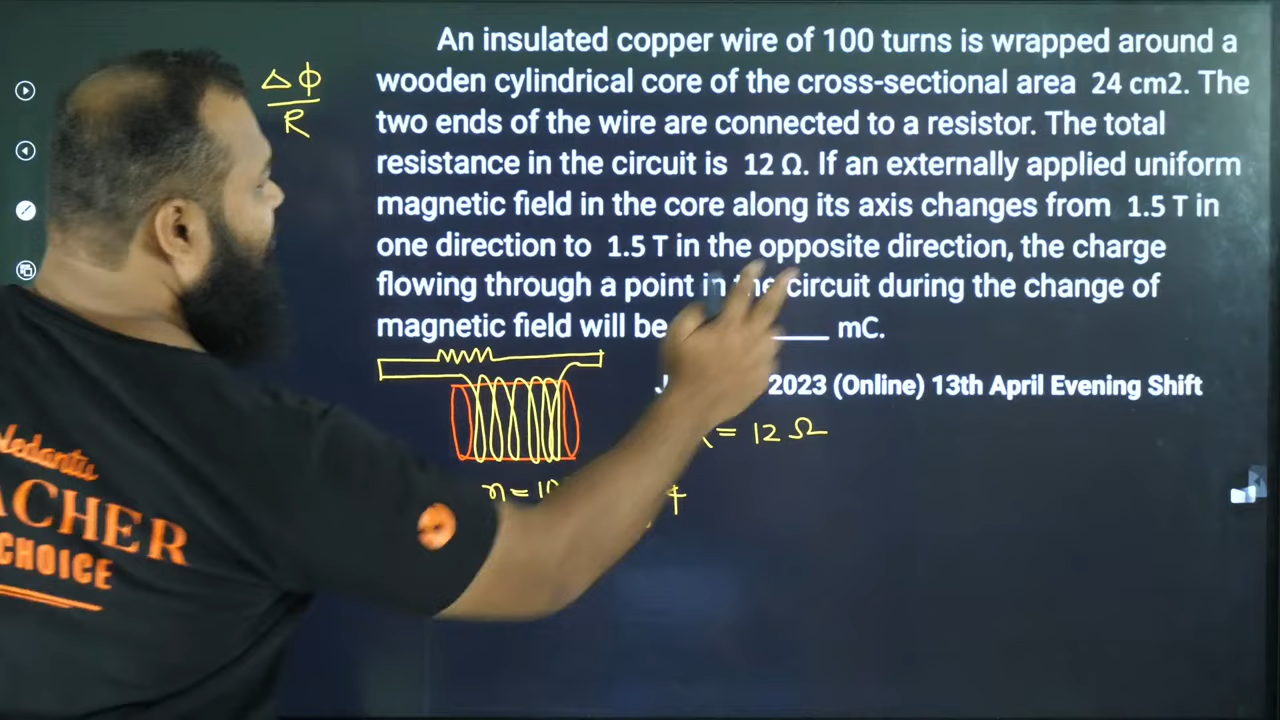 Δϕ
R
An insulated copper wire of 100 turns is wrapped around a
wooden cylindrical core of the cross-sectional area 24 cm2. The
two ends of the wire are connected to a resistor. The total
resistance in the circuit is 12 Ω. If an externally applied uniform
magnetic field in the core along its axis changes from 1.5 T in
one direction to 1.5 T in the opposite direction, the charge
flowing through a point in the circuit during the change of
magnetic field will be mC.
2023 (Online) 13th April Evening Shift
= 12 Ω
n = 10
Vedantu
ACHER
CHOICE